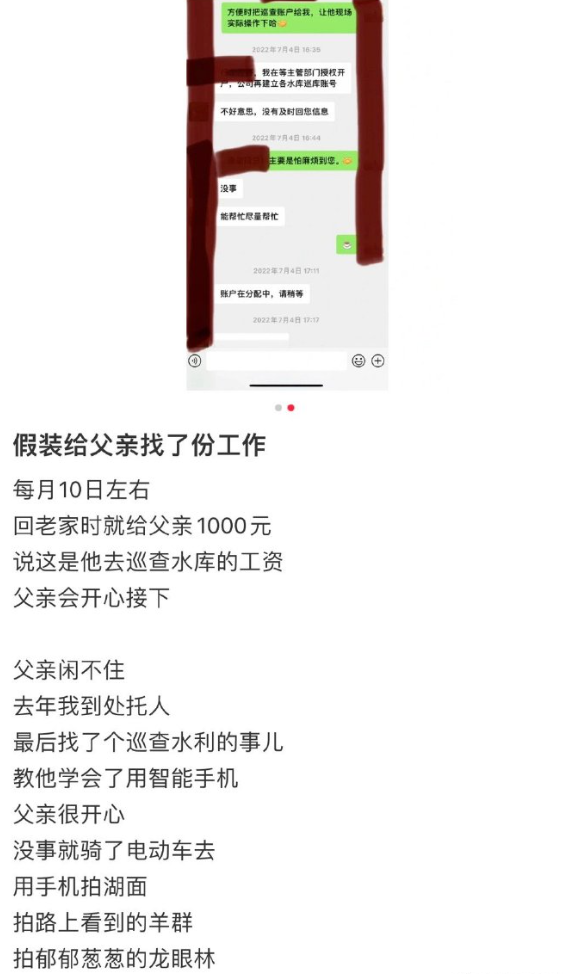 方便时把巡查账户给我,让他现场
实际操作下哈
2022年7月4日 16:36
,我在等主管部门授权开
户,公司再建立各水库巡库账号
不好意思,没有及时回您信息
2022年7月4日 16:44
主要是怕麻烦到您。
没事
能帮忙尽量帮忙
2022年7月4日 17:11
账户在分配中,请稍等
2022年7月4日 17:17
假装给父亲找了份工作
每月10日左右
回老家时就给父亲1000元
说这是他去巡查水库的工资
父亲会开心接下
父亲闲不住
去年我到处托人
最后找了个巡查水利的事儿
教他学会了用智能手机
父亲很开心
没事就骑了电动车去
用手机拍湖面
拍路上看到的羊群
拍郁郁葱葱的龙眼林